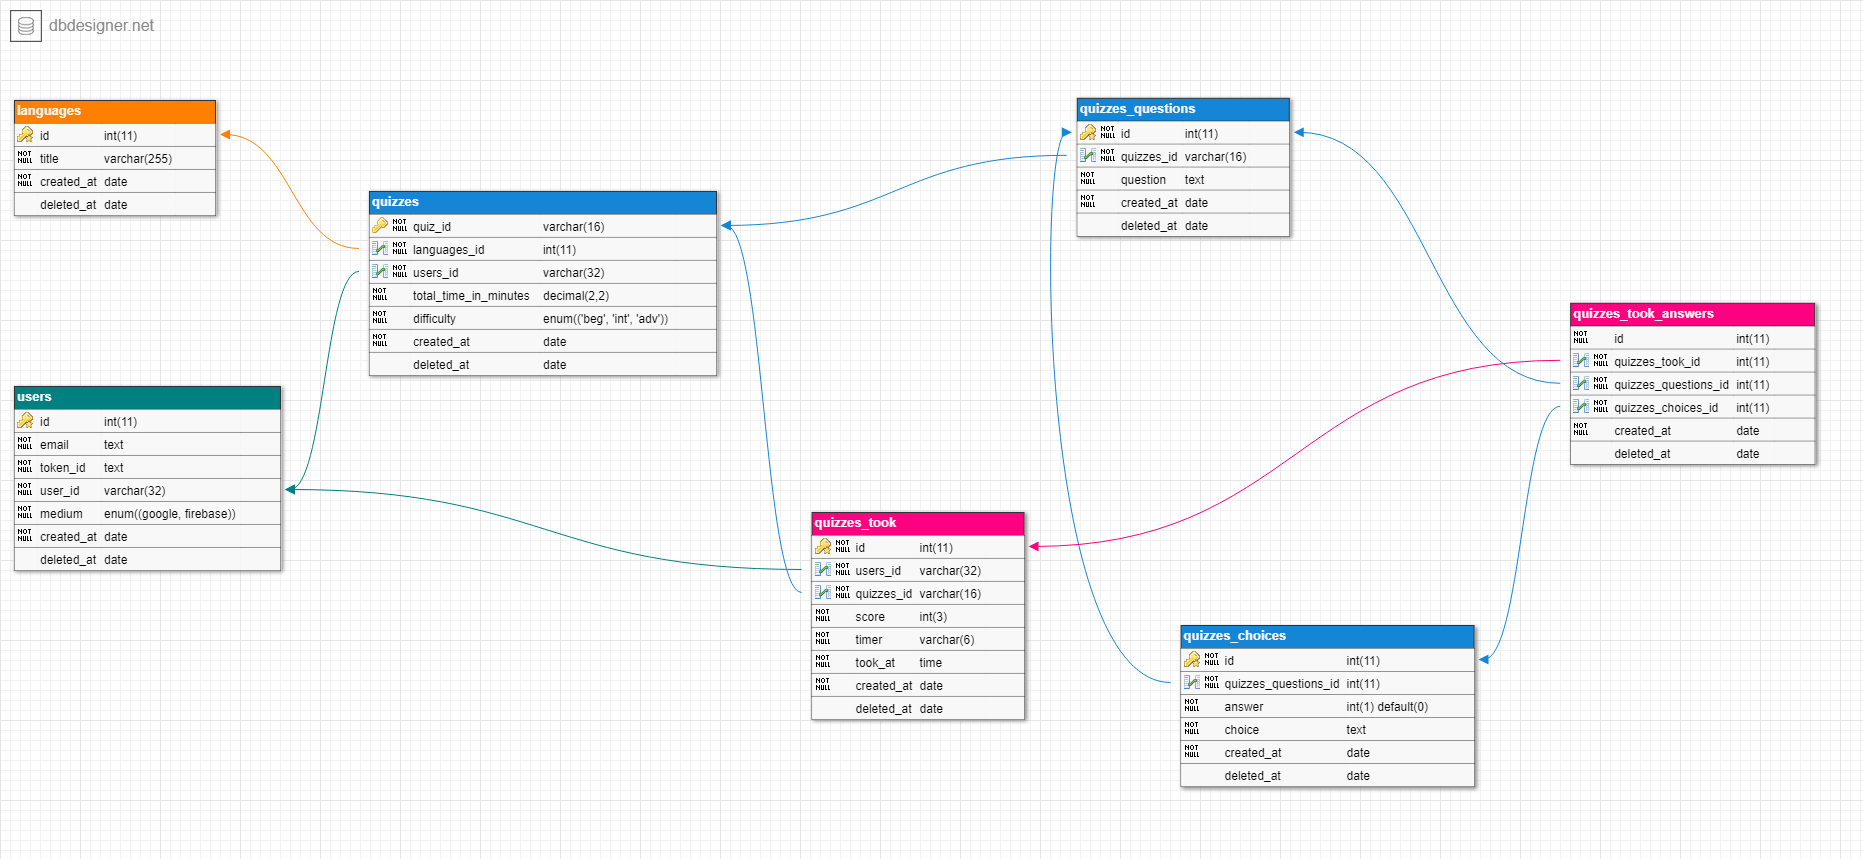 dbdesigner.net
languages
id int(11)
NOT NULL title varchar(255)
NOT NULL created_at date
deleted_at date
quizzes
NOT NULL quiz_id varchar(16)
NOT NULL languages_id int(11)
NOT NULL users_id varchar(32)
NOT NULL total_time_in_minutes decimal(2,2)
NOT NULL difficulty enum(('beg', 'int', 'adv'))
NOT NULL created_at date
deleted_at date
users
id int(11)
NOT NULL email text
NOT NULL token_id text
NOT NULL user_id varchar(32)
NOT NULL medium enum((google, firebase))
NOT NULL created_at date
deleted_at date
quizzes_questions
NOT NULL id int(11)
NOT NULL quizzes_id varchar(16)
NOT NULL question text
NOT NULL created_at date
deleted_at date
quizzes_took_answers
NOT NULL id int(11)
NOT NULL quizzes_took_id int(11)
NOT NULL quizzes_questions_id int(11)
NOT NULL quizzes_choices_id int(11)
NOT NULL created_at date
deleted_at date
quizzes_took
NOT NULL id int(11)
NOT NULL users_id varchar(32)
NOT NULL quizzes_id varchar(16)
NOT NULL score int(3)
NOT NULL timer varchar(6)
NOT NULL took_at time
NOT NULL created_at date
deleted_at date
quizzes_choices
NOT NULL id int(11)
NOT NULL quizzes_questions_id int(11)
NOT NULL answer int(1) default(0)
NOT NULL choice text
NOT NULL created_at date
deleted_at date